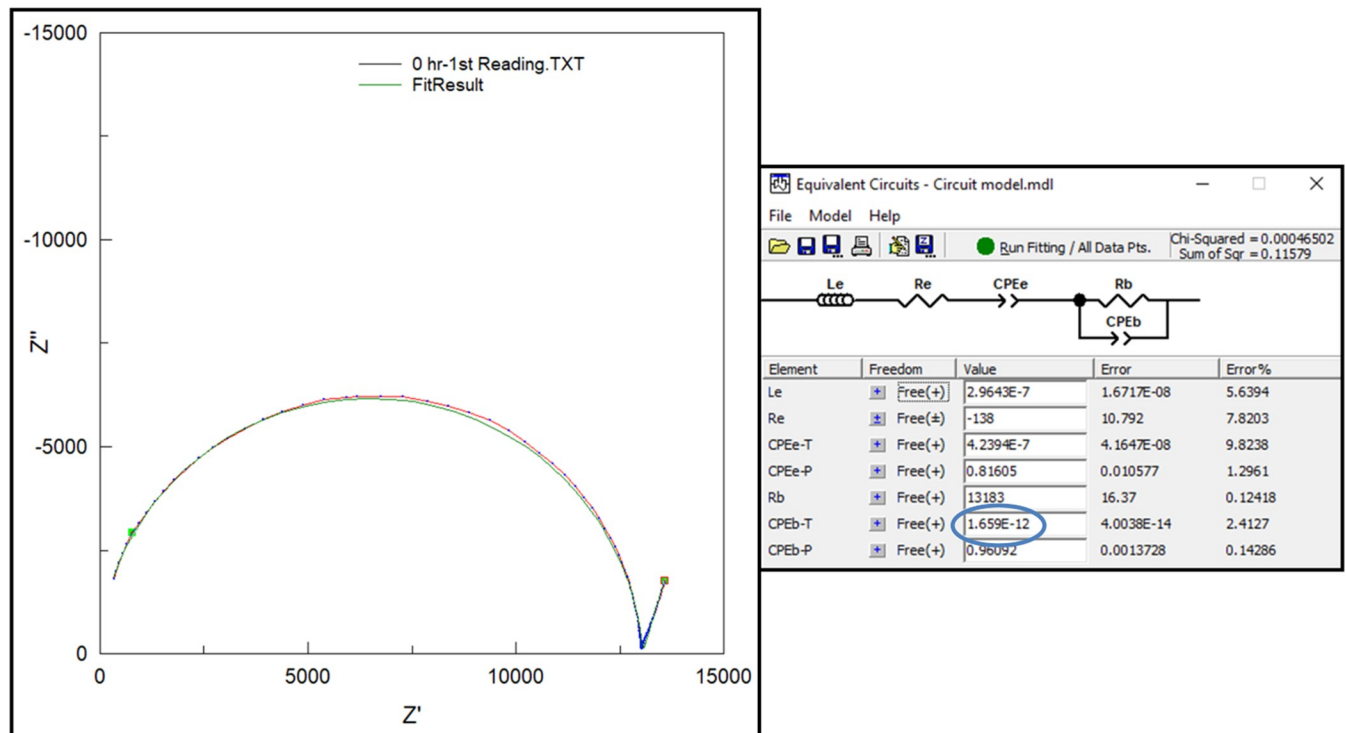 -15000
0 hr-1st Reading.TXT
FitResult
-10000
Z"
-5000
0
0 5000 10000 15000
Z'
Equivalent Circuits - Circuit model.mdl
File Model Help
Run Fitting / All Data Pts. Chi-Squared = 0.00046502
Sum of Sqr = 0.11579
Le Re CPEe Rb
CPEb
Element Freedom Value Error Error%
Le Free(+) 2.9643E-7 1.6717E-08 5.6394
Re Free(±) -138 10.792 7.8203
CPEe-T Free(+) 4.2394E-7 4.1647E-08 9.8238
CPEe-P Free(+) 0.81605 0.010577 1.2961
Rb Free(+) 13183 16.37 0.12418
CPEb-T Free(+) 1.659E-12 4.0038E-14 2.4127
CPEb-P Free(+) 0.96092 0.0013728 0.14286